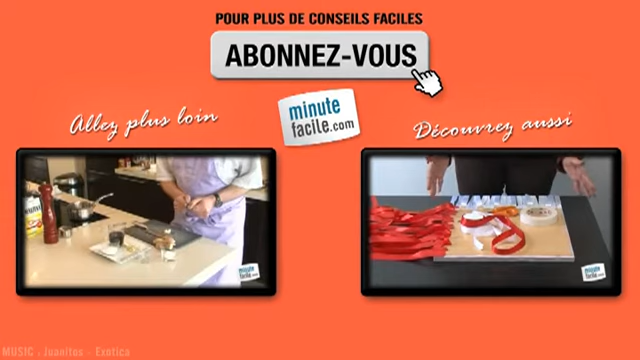 POUR PLUS DE CONSEILS FACILES
ABONNEZ-VOUS
Allez plus loin
minute
facile.com
Découvrez aussi
minute
facile.com
minute
facile.com
MUSIC - Juanitos - Exotica